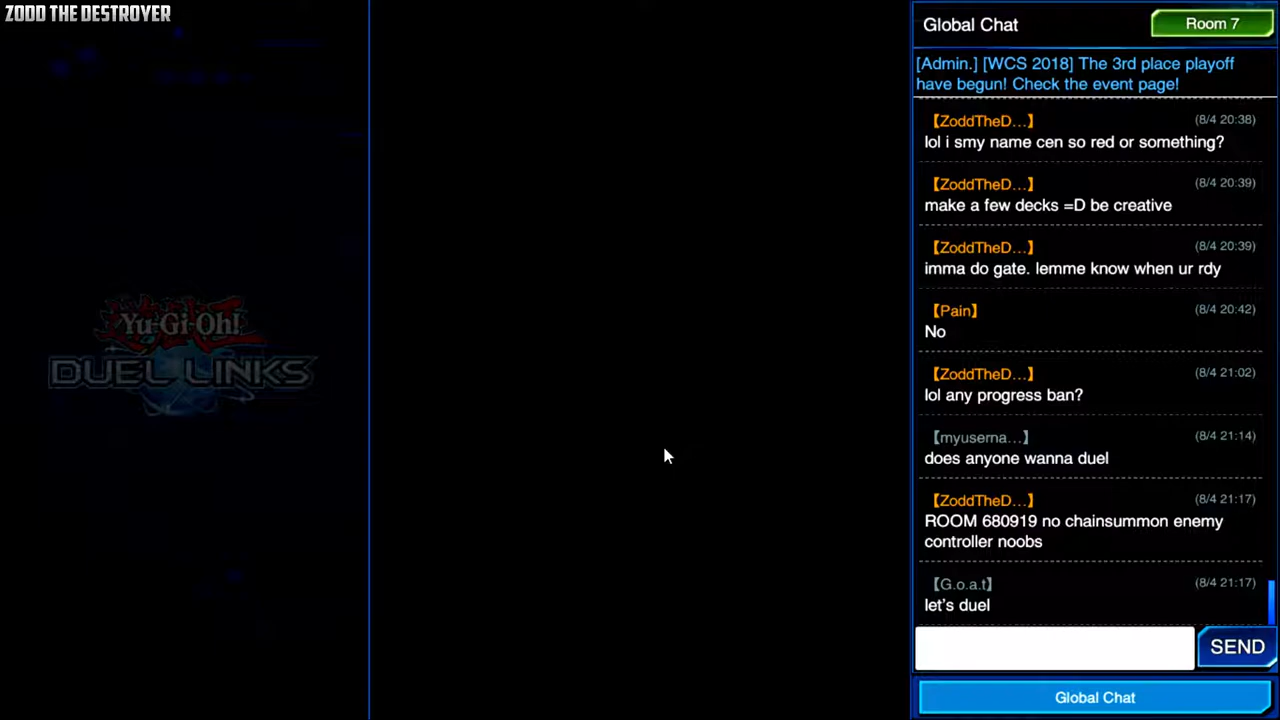 ZODD THE DESTROYER
Yu-Gi-Oh!
DUEL LINKS
Global Chat
Room 7
[Admin.] [WCS 2018] The 3rd place playoff
have begun! Check the event page!
【ZoddTheD...】
(8/4 20:38)
lol i smy name cen so red or something?
【ZoddTheD...】
(8/4 20:39)
make a few decks =D be creative
【ZoddTheD...】
(8/4 20:39)
imma do gate. lemme know when ur rdy
【Pain】
(8/4 20:42)
No
【ZoddTheD...】
(8/4 21:02)
lol any progress ban?
【myuserna...】
(8/4 21:14)
does anyone wanna duel
【ZoddTheD...】
(8/4 21:17)
ROOM 680919 no chainsummon enemy
controller noobs
【G.o.a.t】
(8/4 21:17)
let's duel
SEND
Global Chat